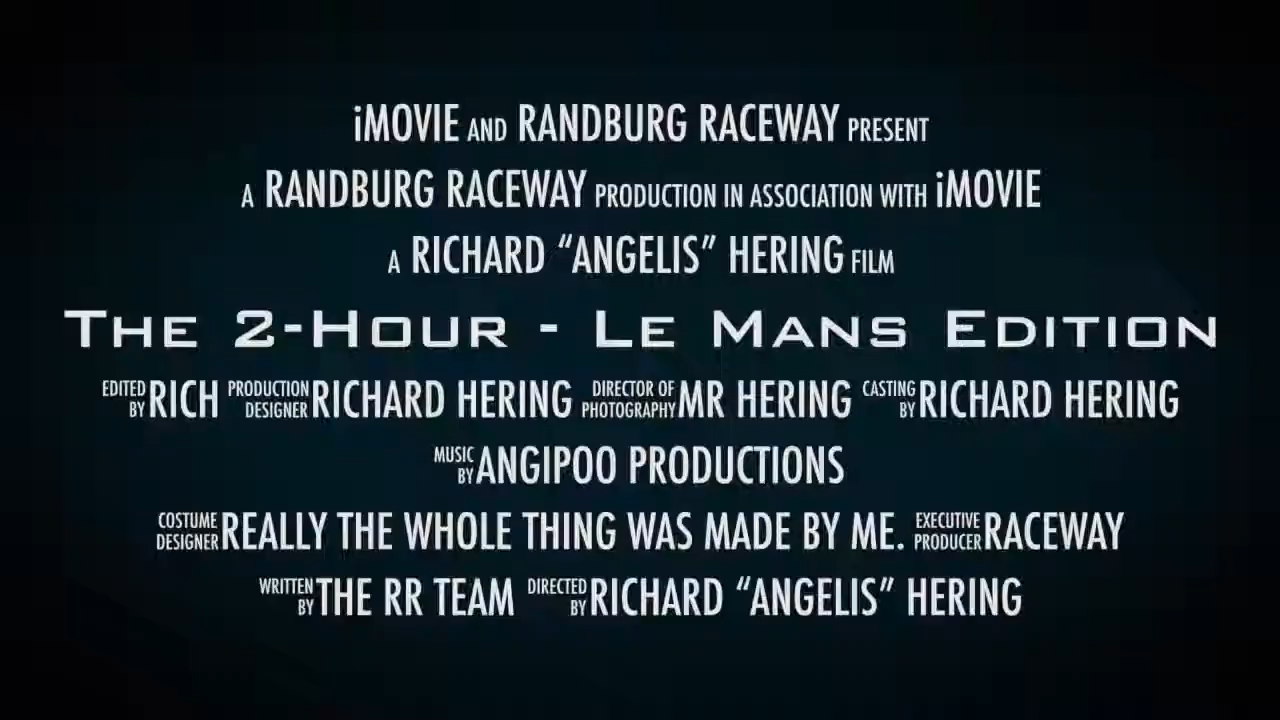 iMOVIE AND RANDBURG RACEWAY PRESENT
A RANDBURG RACEWAY PRODUCTION IN ASSOCIATION WITH iMOVIE
A RICHARD “ANGELIS” HERING FILM
THE 2-HOUR - LE MANS EDITION
EDITED BY RICH PRODUCTION DESIGNER RICHARD HERING DIRECTOR OF PHOTOGRAPHY MR HERING CASTING BY RICHARD HERING
MUSIC BY ANGIPOO PRODUCTIONS
COSTUME DESIGNER REALLY THE WHOLE THING WAS MADE BY ME. EXECUTIVE PRODUCER RACEWAY
WRITTEN BY THE RR TEAM DIRECTED BY RICHARD “ANGELIS” HERING